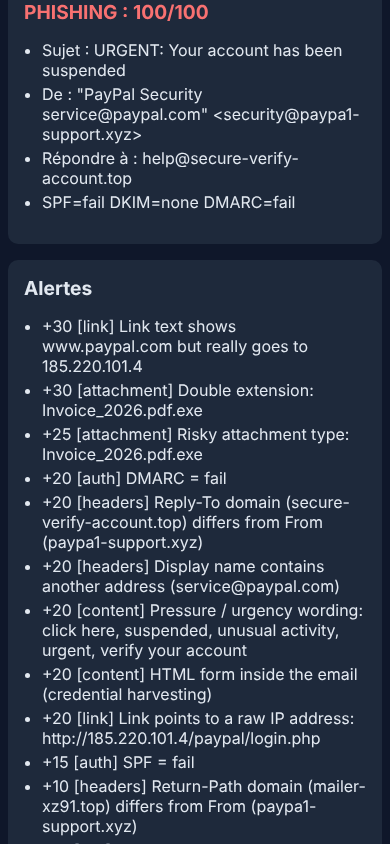 PHISHING : 100/100
• Sujet : URGENT: Your account has been
suspended
• De : "PayPal Security
service@paypal.com" <security@paypa1-
support.xyz>
• Répondre à : help@secure-verify-
account.top
• SPF=fail DKIM=none DMARC=fail
Alertes
• +30 [link] Link text shows
www.paypal.com but really goes to
185.220.101.4
• +30 [attachment] Double extension:
Invoice_2026.pdf.exe
• +25 [attachment] Risky attachment type:
Invoice_2026.pdf.exe
• +20 [auth] DMARC = fail
• +20 [headers] Reply-To domain (secure-
verify-account.top) differs from From
(paypa1-support.xyz)
• +20 [headers] Display name contains
another address (service@paypal.com)
• +20 [content] Pressure / urgency wording:
click here, suspended, unusual activity,
urgent, verify your account
• +20 [content] HTML form inside the email
(credential harvesting)
• +20 [link] Link points to a raw IP address:
http://185.220.101.4/paypal/login.php
• +15 [auth] SPF = fail
• +10 [headers] Return-Path domain (mailer-
xz91.top) differs from From (paypa1-
support.xyz)